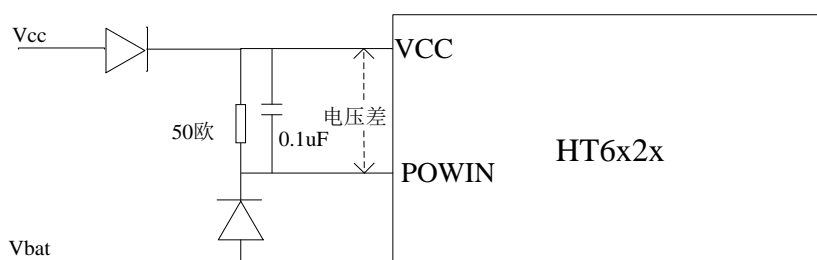 Vcc
VCC
电压差
50欧
0.1uF
HT6x2x
POWIN
Vbat